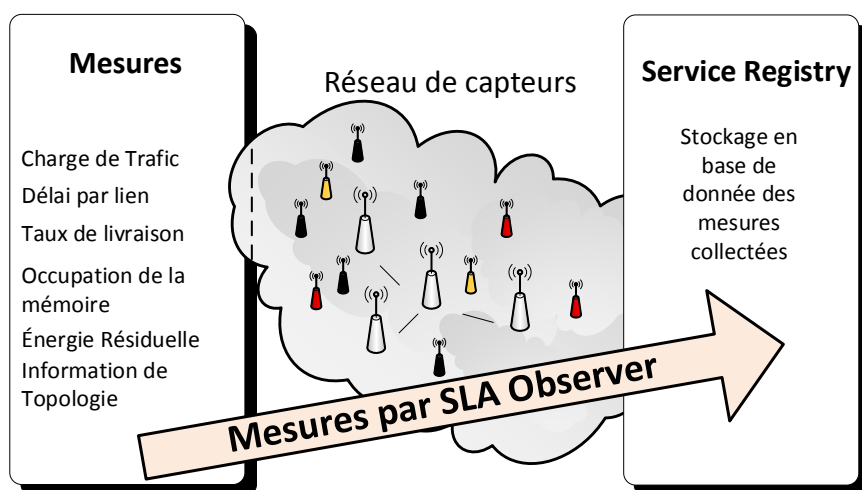 Mesures
Charge de Trafic
Délai par lien
Taux de livraison
Occupation de la
mémoire
Énergie Résiduelle
Information de
Topologie
Réseau de capteurs
Service Registry
Stockage en
base de
donnée des
mesures
collectées
Mesures par SLA Observer